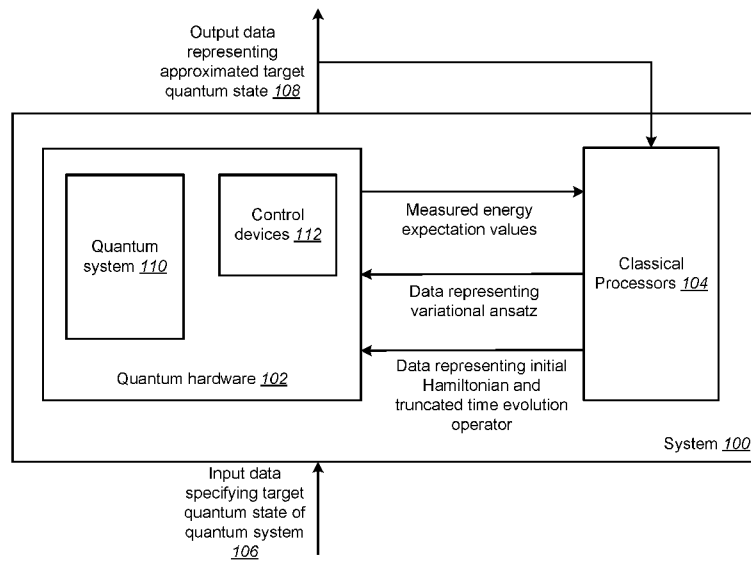 Output data
representing
approximated target
quantum state 108
Control
devices 112
Quantum
system 110
Quantum hardware 102
Measured energy
expectation values
Data representing
variational ansatz
Data representing initial
Hamiltonian and
truncated time evolution
operator
Classical
Processors 104
System 100
Input data
specifying target
quantum state of
quantum system
106